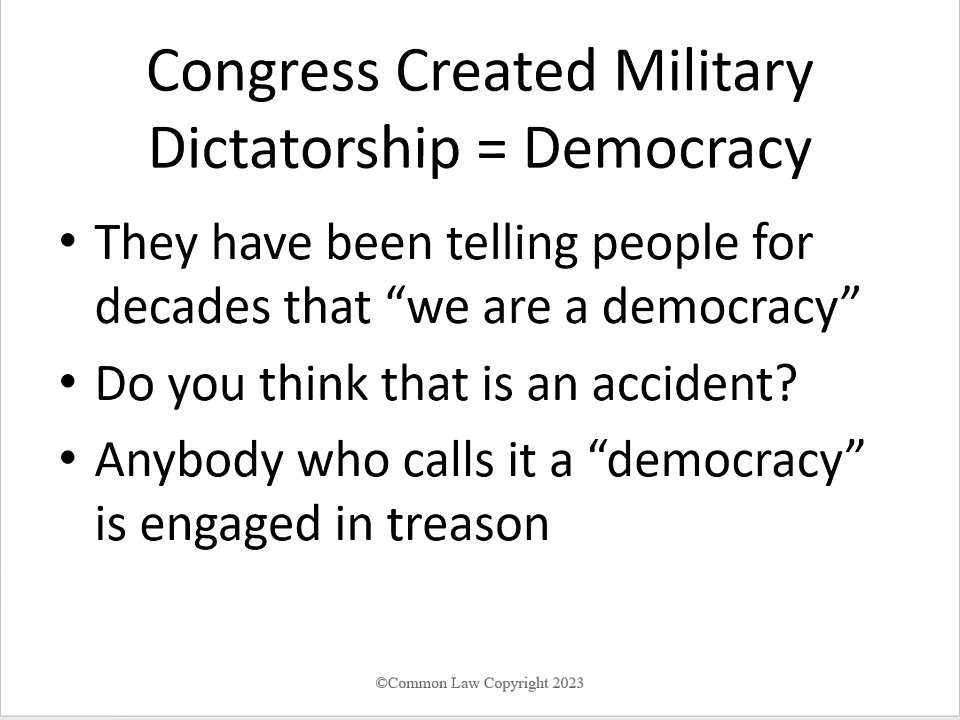 Congress Created Military
Dictatorship = Democracy
• They have been telling people for
decades that “we are a democracy”
• Do you think that is an accident?
• Anybody who calls it a “democracy”
is engaged in treason
©Common Law Copyright 2023